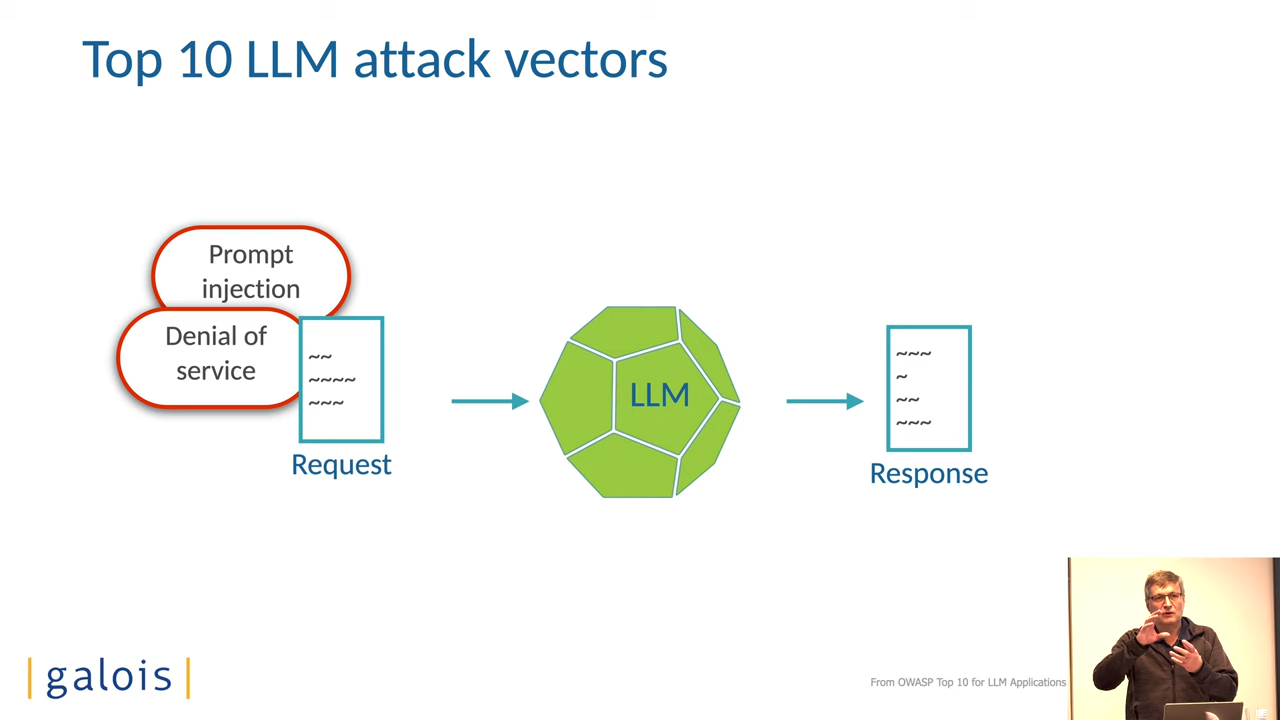 Top 10 LLM attack vectors
Prompt
injection
Denial of
service
~~
~~~~
~~~
Request
LLM
~~~
~
~~
~~~
Response
|galois|
From OWASP Top 10 for LLM Applications